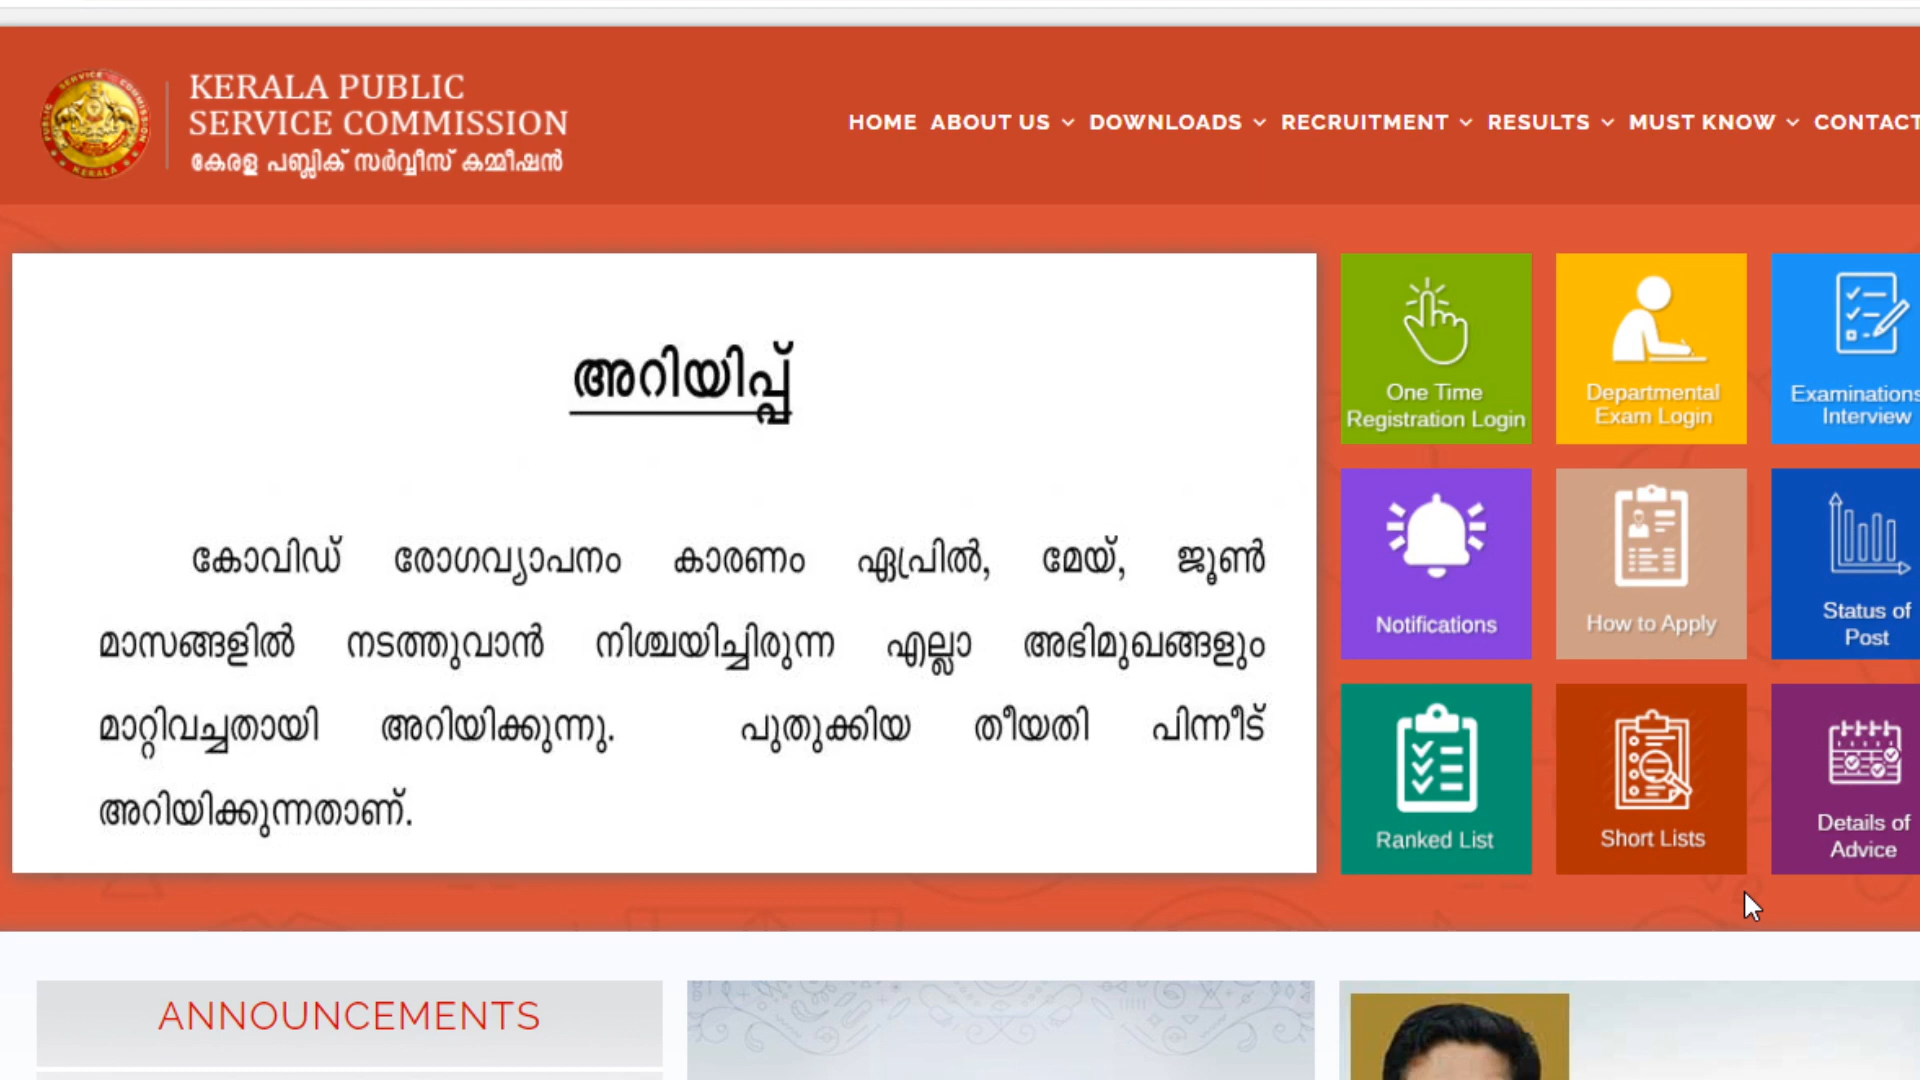 KERALA PUBLIC
SERVICE COMMISSION
കേരള പബ്ലിക് സർവ്വീസ് കമ്മീഷൻ
HOME ABOUT US DOWNLOADS RECRUITMENT RESULTS MUST KNOW CONTACT
അറിയിപ്പ്
കോവിഡ് രോഗവ്യാപനം കാരണം ഏപ്രിൽ, മേയ്, ജൂൺ
മാസങ്ങളിൽ നടത്തുവാൻ നിശ്ചയിച്ചിരുന്ന എല്ലാ അഭിമുഖങ്ങളും
മാറ്റിവച്ചതായി അറിയിക്കുന്നു. പുതുക്കിയ തീയതി പിന്നീട്
അറിയിക്കുന്നതാണ്.
One Time
Registration Login
Departmental
Exam Login
Examinations
Interview
Notifications
How to Apply
Status of
Post
Ranked List
Short Lists
Details of
Advice
ANNOUNCEMENTS